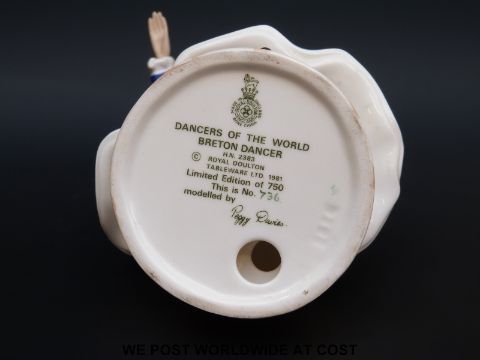 DANCERS OF THE WORLD
BRETON DANCER
H.N. 2383
© ROYAL DOULTON
TABLEWARE LTD 1981
Limited Edition of 750
This is No. 736.
modelled by
Peggy Davies.
WE POST WORLDWIDE AT COST